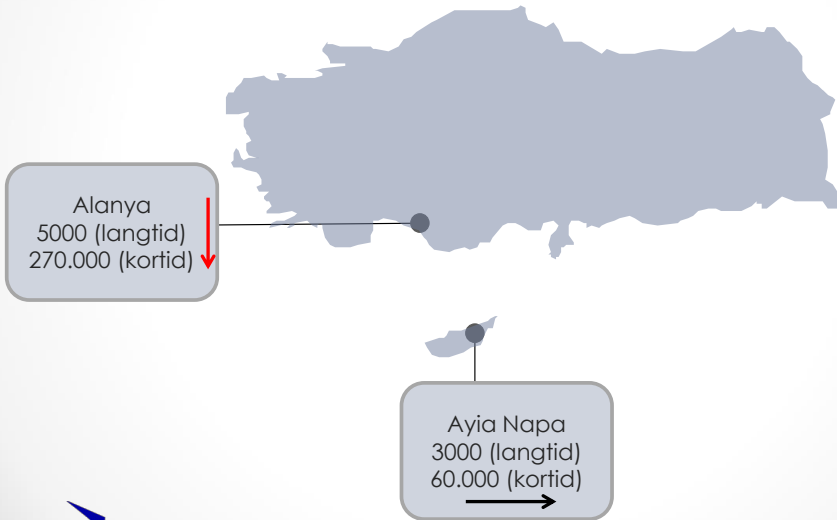 Alanya
5000 (langtid)
270.000 (kortid)
Ayia Napa
3000 (langtid)
60.000 (kortid)